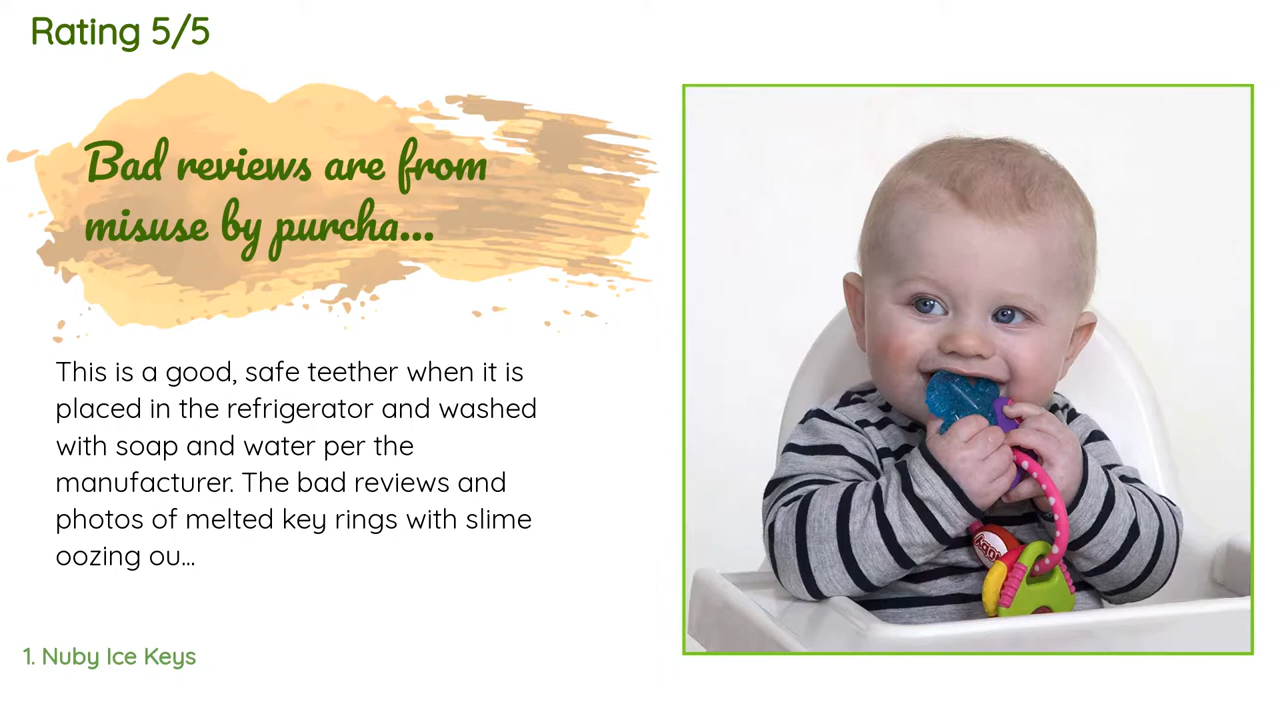 Rating 5/5
Bad reviews are from
misuse by purcha...
This is a good, safe teether when it is
placed in the refrigerator and washed
with soap and water per the
manufacturer. The bad reviews and
photos of melted key rings with slime
oozing ou...
Nuby
1. Nuby Ice Keys